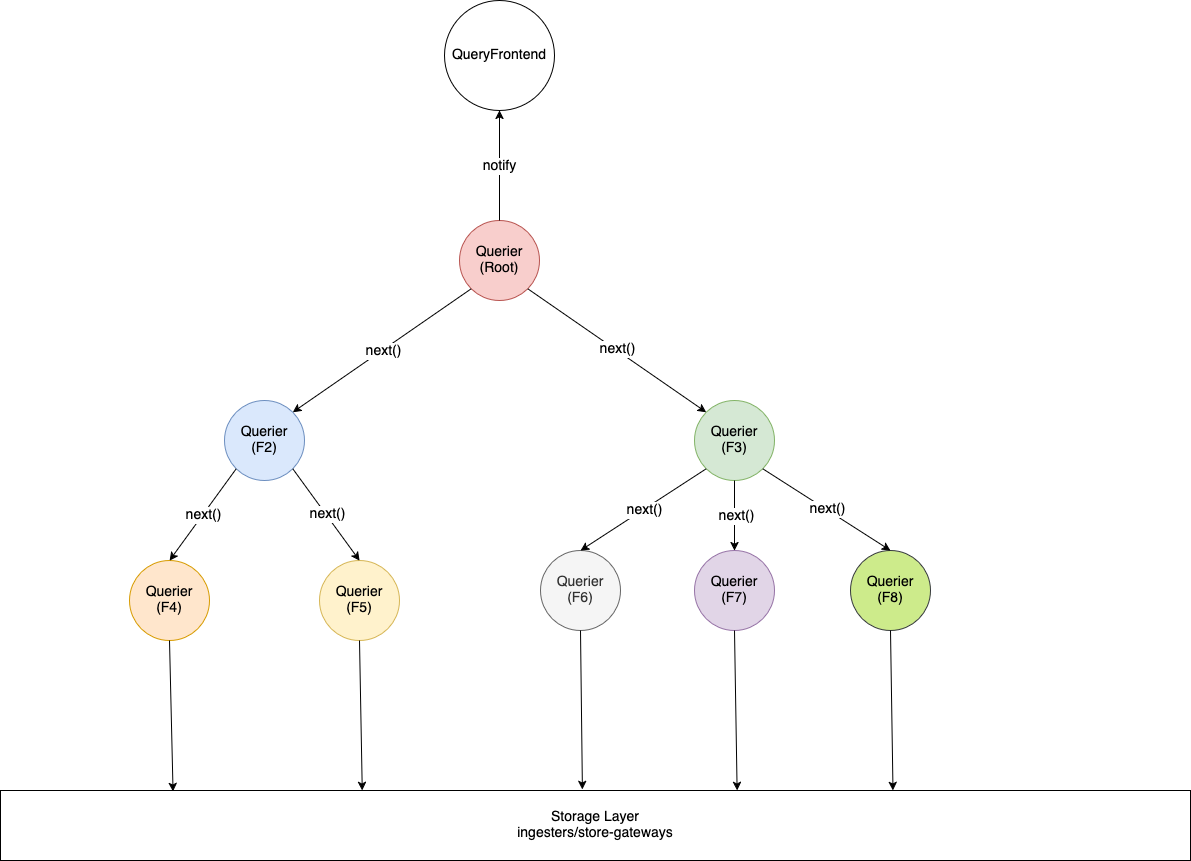 QueryFrontend
notify
Querier
(Root)
next()
next()
Querier
(F2)
Querier
(F3)
next()
next()
next()
next()
next()
Querier
(F4)
Querier
(F5)
Querier
(F6)
Querier
(F7)
Querier
(F8)
Storage Layer
ingesters/store-gateways